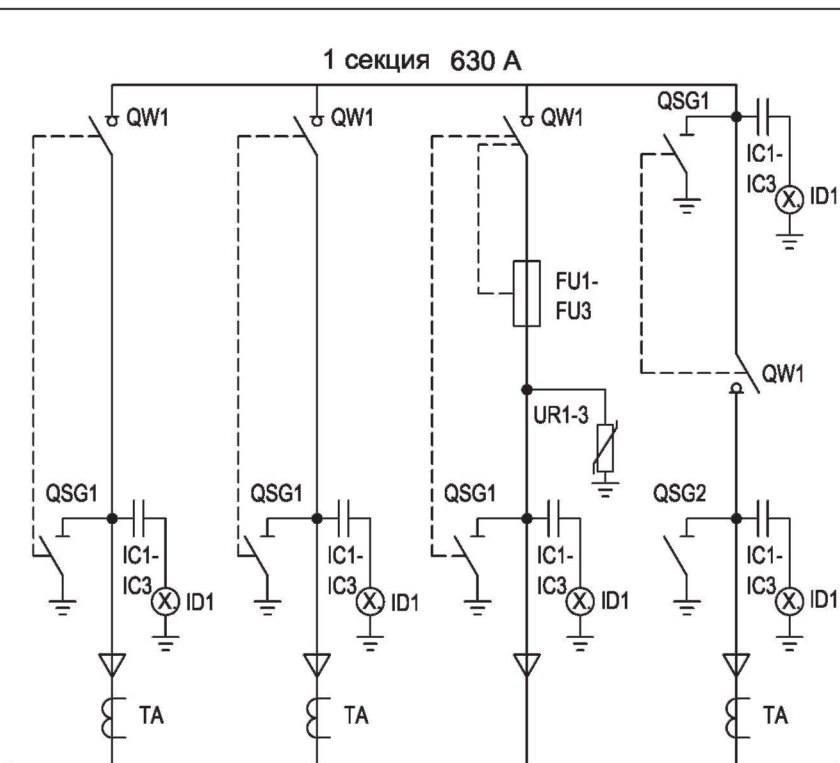 1 секция 630 А
QW1
QW1
QW1
QSG1
IC1-
IC3
ID1
FU1-
FU3
QW1
UR1-3
QSG1
IC1-
IC3
ID1
QSG1
IC1-
IC3
ID1
QSG1
IC1-
IC3
ID1
QSG2
IC1-
IC3
ID1
TA
TA
TA